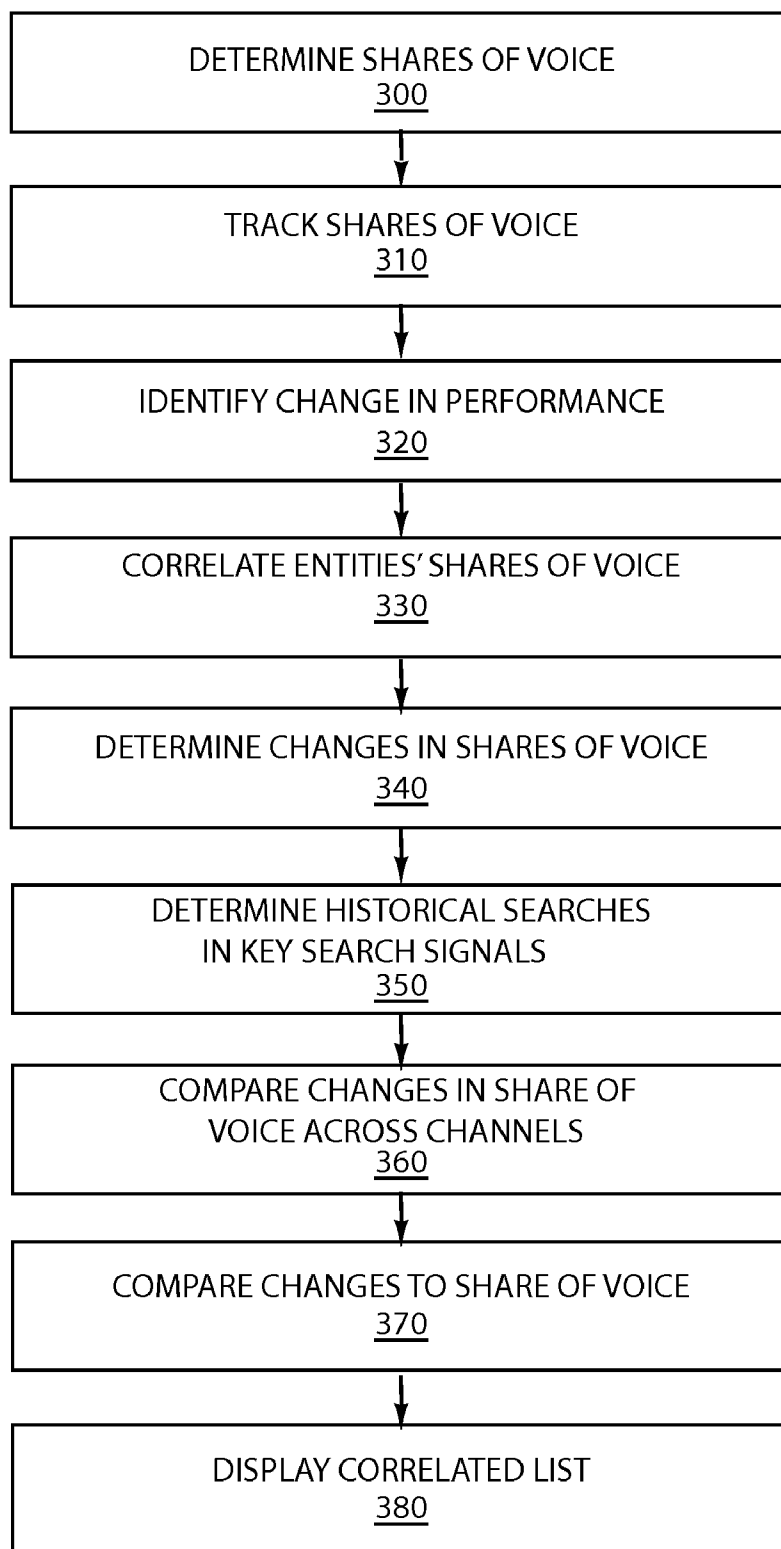 DETERMINE SHARES OF VOICE
300
TRACK SHARES OF VOICE
310
IDENTIFY CHANGE IN PERFORMANCE
320
CORRELATE ENTITIES' SHARES OF VOICE
330
DETERMINE CHANGES IN SHARES OF VOICE
340
DETERMINE HISTORICAL SEARCHES
IN KEY SEARCH SIGNALS
350
COMPARE CHANGES IN SHARE OF
VOICE ACROSS CHANNELS
360
COMPARE CHANGES TO SHARE OF VOICE
370
DISPLAY CORRELATED LIST
380